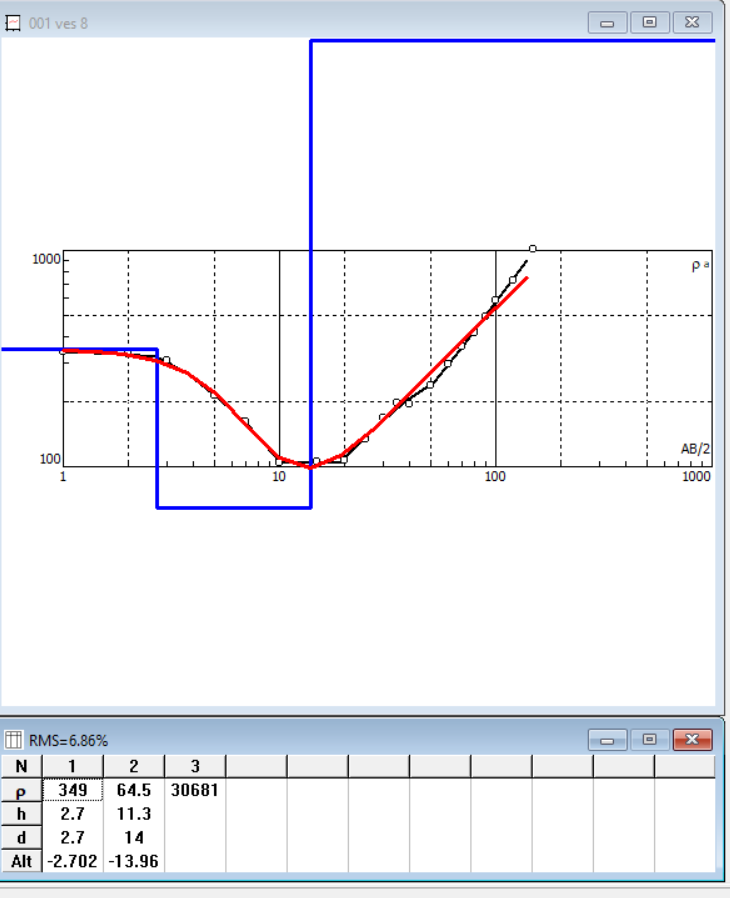 001 ves 8
1000
ρ a
100
AB/2
1 10 100 1000
RMS=6.86%
N 1 2 3
ρ 349 64.5 30681
h 2.7 11.3
d 2.7 14
Alt -2.702 -13.96